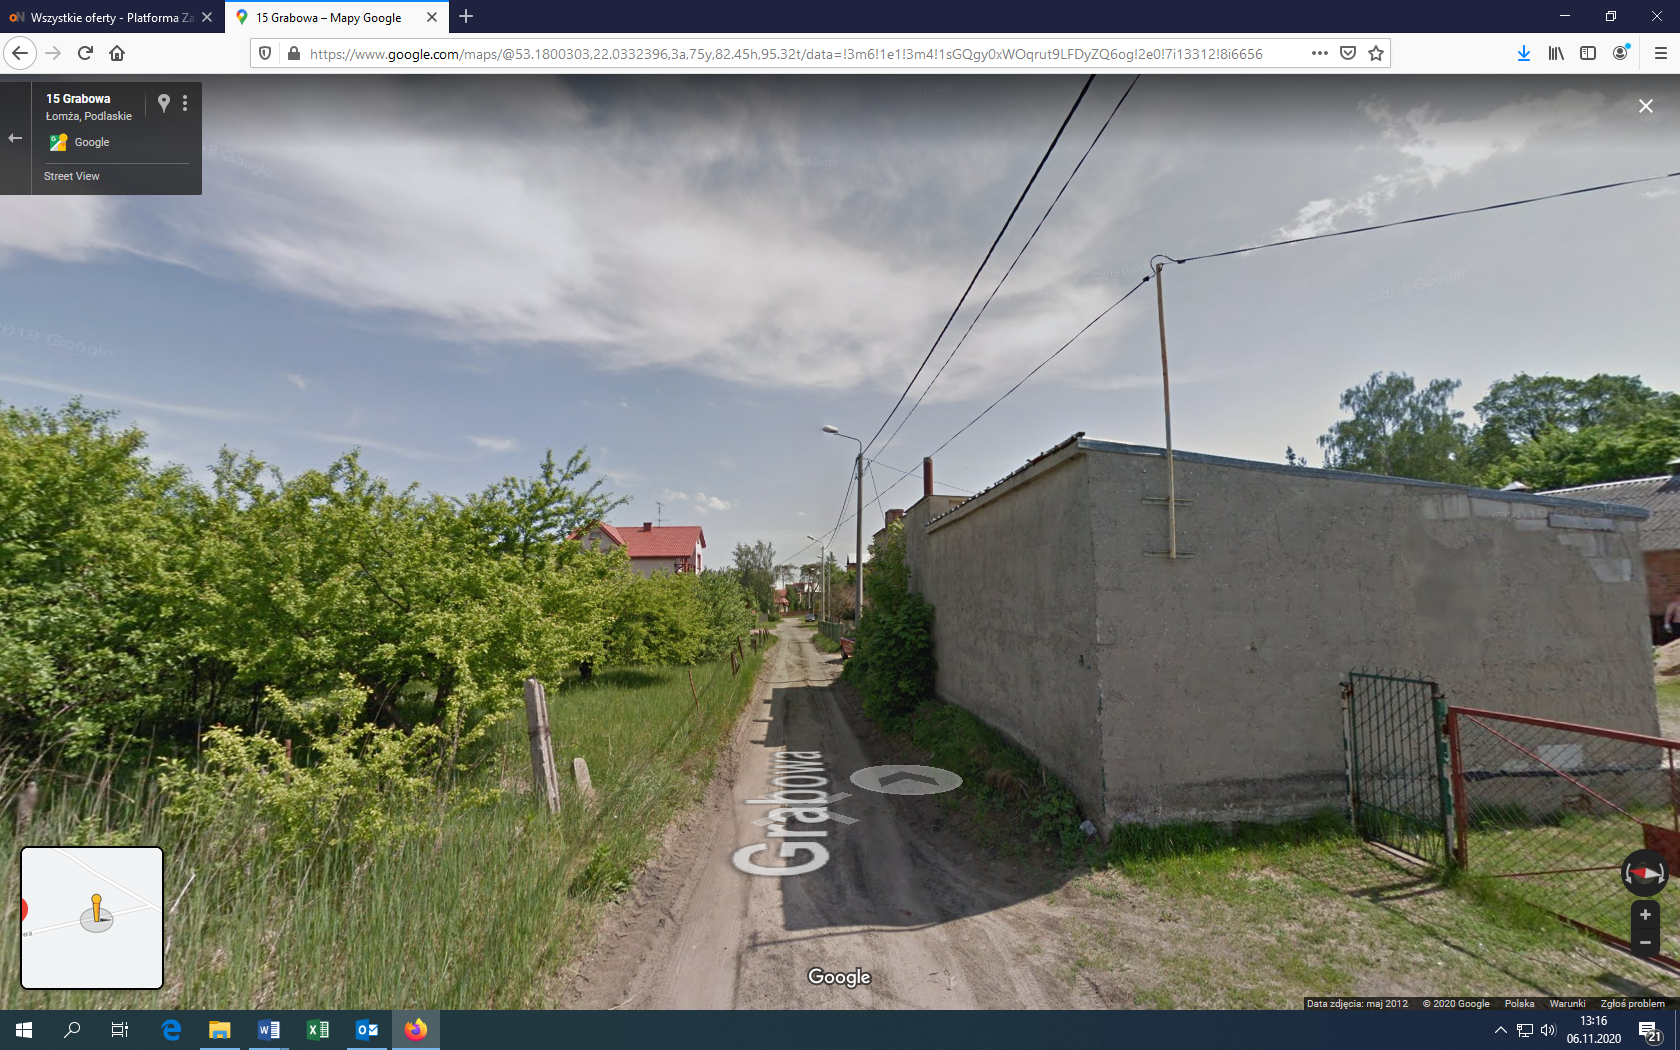 Wszystkie oferty - Platforma Za
15 Grabowa – Mapy Google
https://www.google.com/maps/@53.1800303,22.0332396,3a,75y,82.45h,95.32t/data=!3m6!1e1!3m4!1sGQgy0xWOqrut9LFDyZQ6og!2e0!7i13312!8i6656
15 Grabowa
Łomża, Podlaskie
Google
Street View
Grabowa
Google
Data zdjęcia: maj 2012 © 2020 Google Polska Warunki Zgłoś problem
13:16
06.11.2020
21